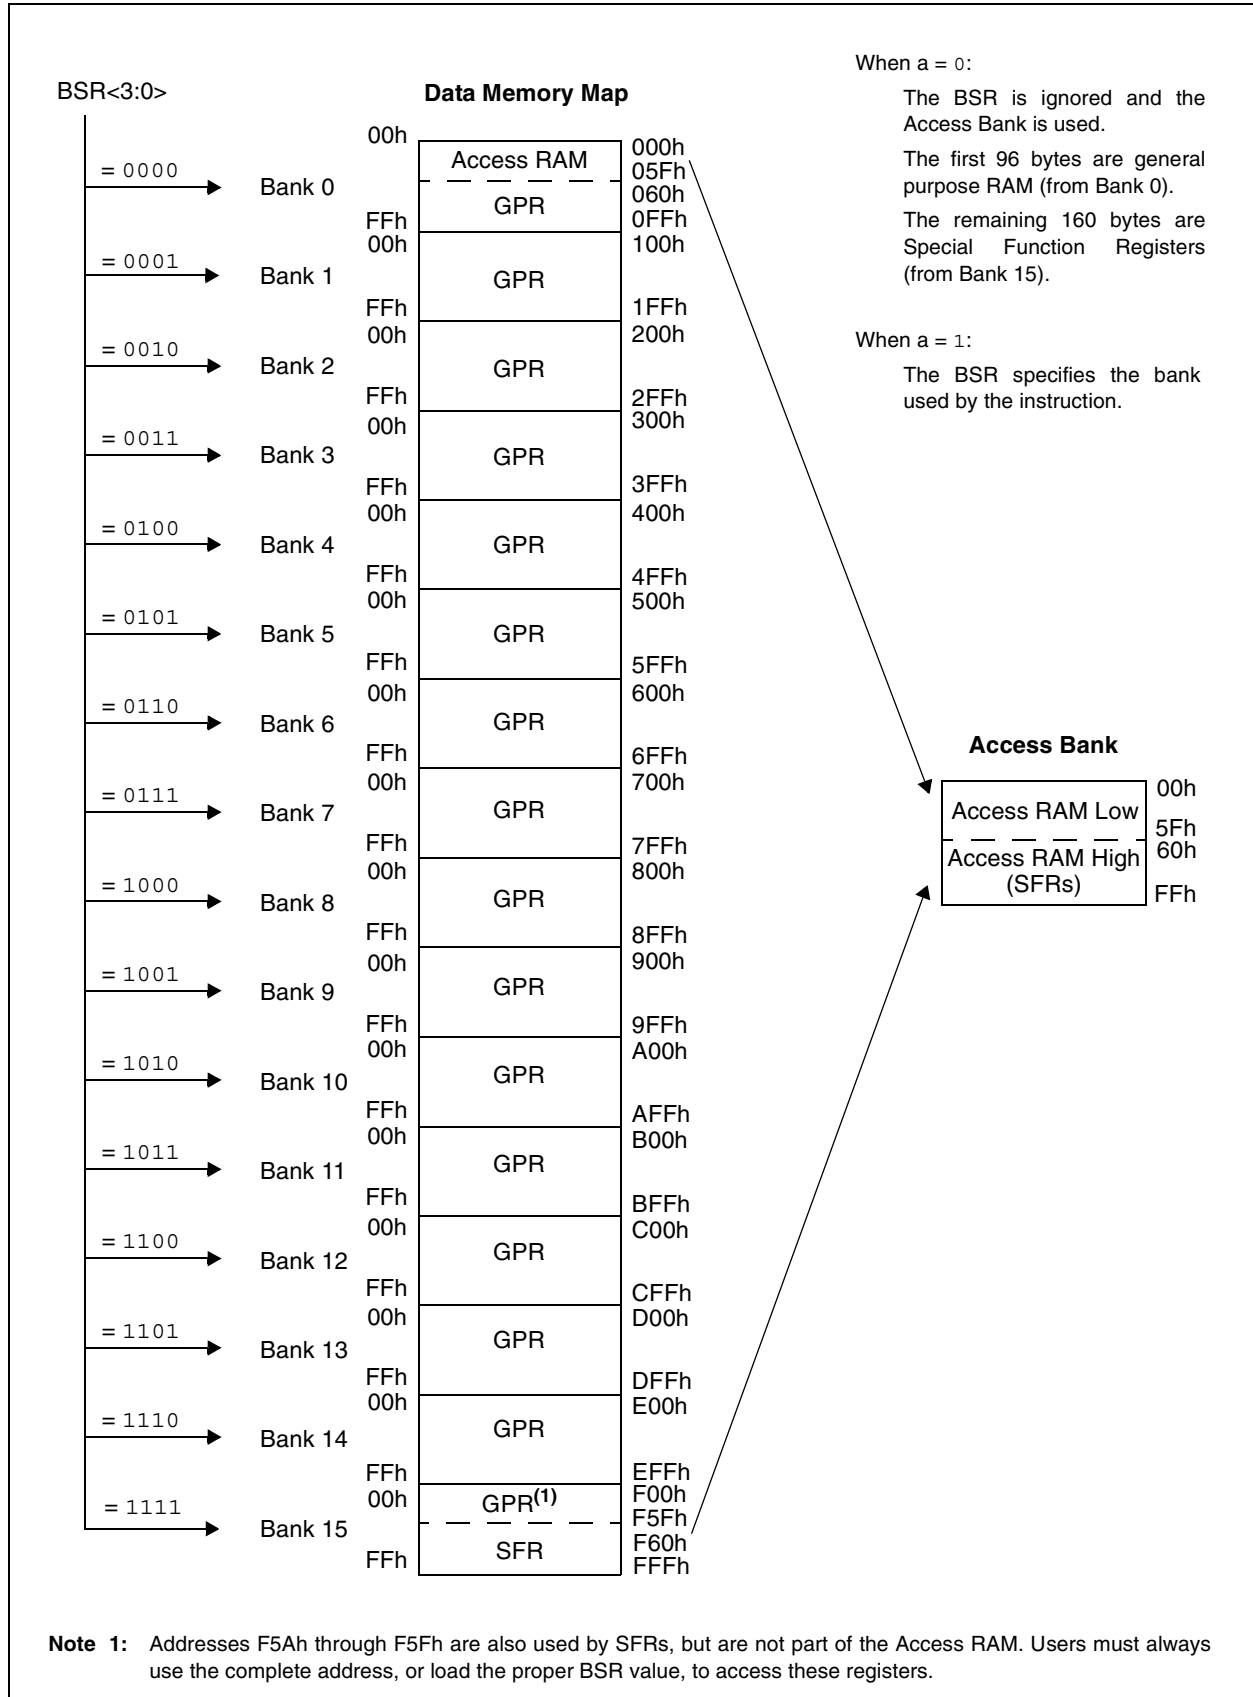 BSR<3:0>
Data Memory Map
When a = 0:
The BSR is ignored and the
Access Bank is used.
The first 96 bytes are general
purpose RAM (from Bank 0).
The remaining 160 bytes are
Special Function Registers
(from Bank 15).
When a = 1:
The BSR specifies the bank
used by the instruction.
= 0000
Bank 0
00h
Access RAM
000h
05Fh
GPR
060h
FFh
0FFh
= 0001
Bank 1
00h
100h
GPR
FFh
1FFh
= 0010
Bank 2
00h
200h
GPR
FFh
2FFh
= 0011
Bank 3
00h
300h
GPR
FFh
3FFh
= 0100
Bank 4
00h
400h
GPR
FFh
4FFh
= 0101
Bank 5
00h
500h
GPR
FFh
5FFh
= 0110
Bank 6
00h
600h
GPR
FFh
6FFh
= 0111
Bank 7
00h
700h
GPR
FFh
7FFh
= 1000
Bank 8
00h
800h
GPR
FFh
8FFh
= 1001
Bank 9
00h
900h
GPR
FFh
9FFh
= 1010
Bank 10
00h
A00h
GPR
FFh
AFFh
= 1011
Bank 11
00h
B00h
GPR
FFh
BFFh
= 1100
Bank 12
00h
C00h
GPR
FFh
CFFh
= 1101
Bank 13
00h
D00h
GPR
FFh
DFFh
= 1110
Bank 14
00h
E00h
GPR
FFh
EFFh
= 1111
Bank 15
00h
F00h
GPR(1)
F5Fh
SFR
F60h
FFh
FFFh
Access Bank
Access RAM Low
00h
5Fh
Access RAM High
(SFRs)
60h
FFh
Note 1: Addresses F5Ah through F5Fh are also used by SFRs, but are not part of the Access RAM. Users must always
use the complete address, or load the proper BSR value, to access these registers.